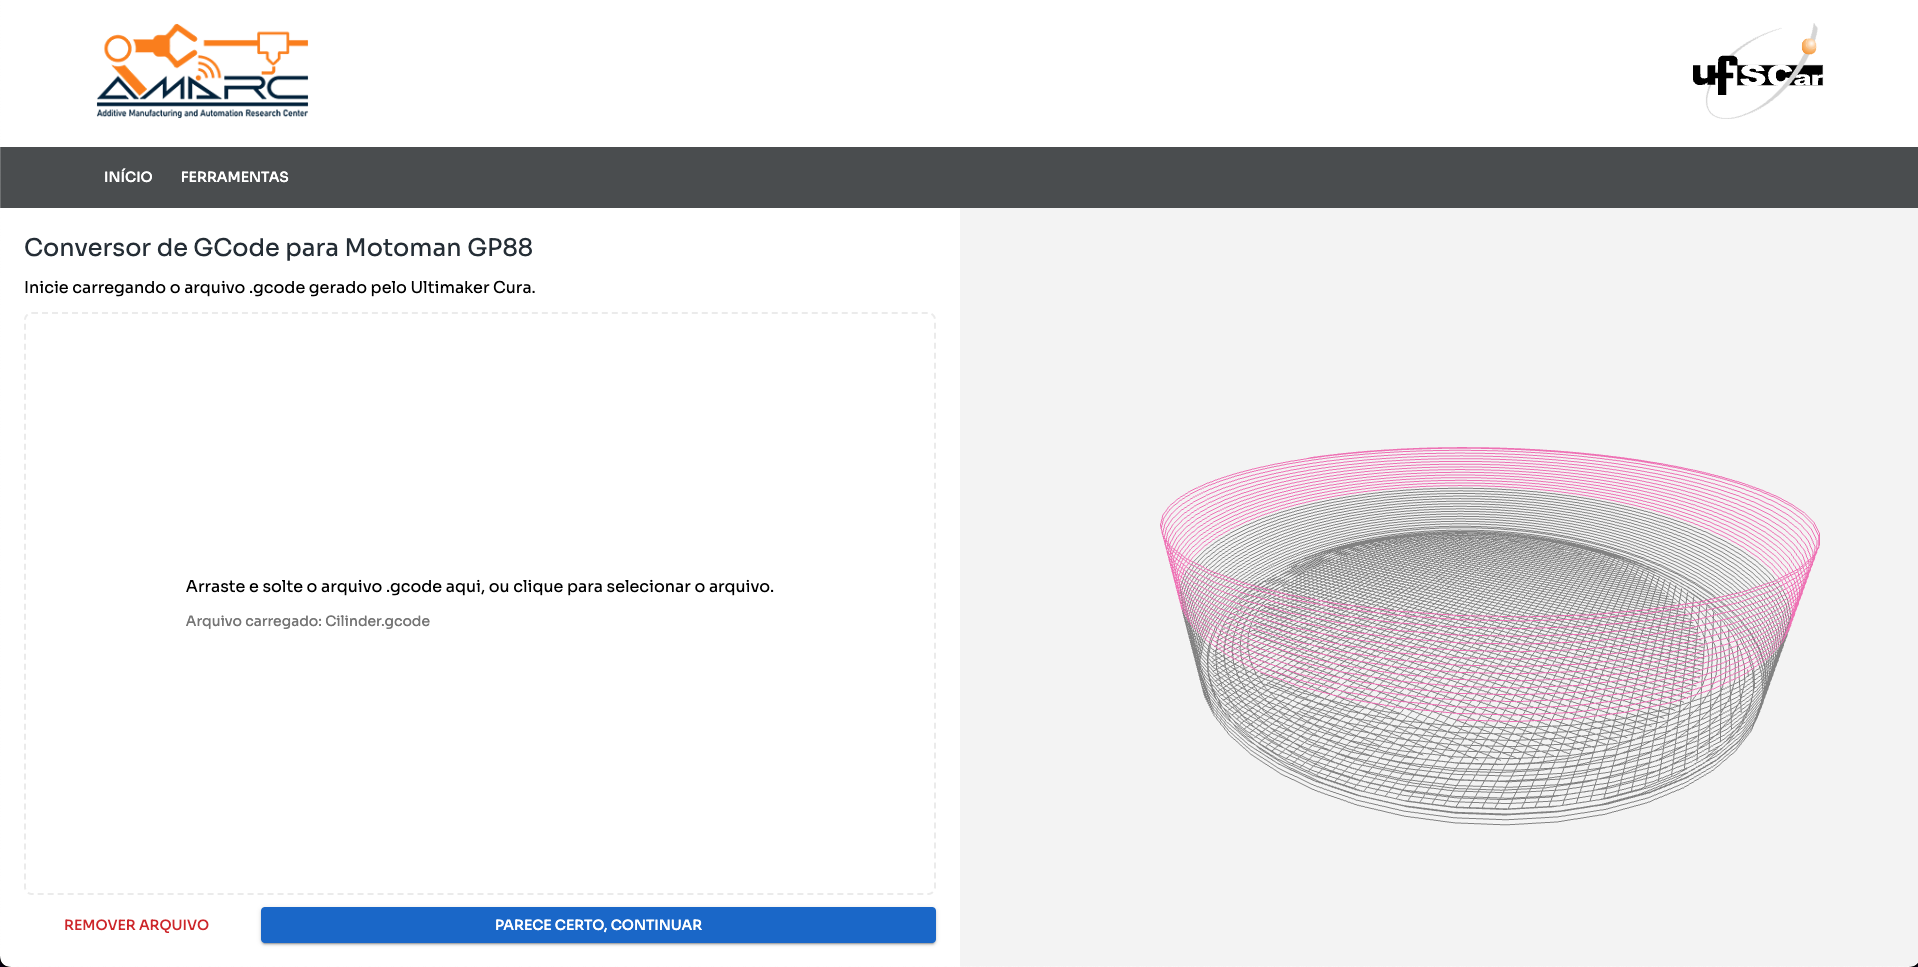 AMARC
Additive Manufacturing and Automation Research Center
ufscar
INÍCIO FERRAMENTAS
Conversor de GCode para Motoman GP88
Inicie carregando o arquivo .gcode gerado pelo Ultimaker Cura.
Arraste e solte o arquivo .gcode aqui, ou clique para selecionar o arquivo.
Arquivo carregado: Cilinder.gcode
REMOVER ARQUIVO PARECE CERTO, CONTINUAR